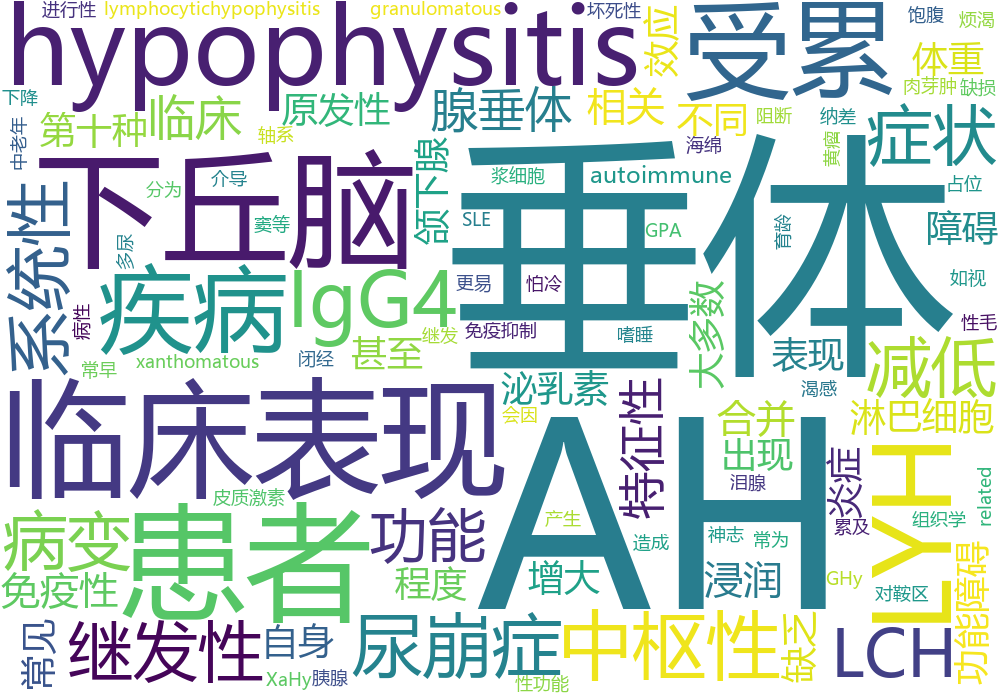 进行性
lymphocytichypophysitis
granulomatous
坏死性
效应
受累
饱腹
烦渴
hypophysitis
体重
肉芽肿
缺损
下降
中老年
第十种
临床
原发性
轴系
腺垂体
相关
不同
阻断
纳差
黄瘤
症状
下丘脑
垂体
海绵
浆细胞
autoimmune
占位
分为
介导
颌下腺
系统性
窦等
SLE
GPA
育龄
障碍
多尿
疾病
IgG4
更易
怕冷
如视
病性
免疫抑制
嗜睡
大多数
性毛
继发
常早
xanthomatous
闭经
甚至
表现
减低
临床表现
泌乳素
渴感
AH
会因
特征性
合并
淋巴细胞
出现
炎症
LYH
皮质激素
泪腺
related
病变
患者
功能
产生
累及
组织学
造成
神志
常为
免疫性
程度
增大
浸润
GHy
对鞍区
功能障碍
常见
继发性
自身
尿崩症
中枢性
缺乏
LCH
XaHy
胰腺
性功能